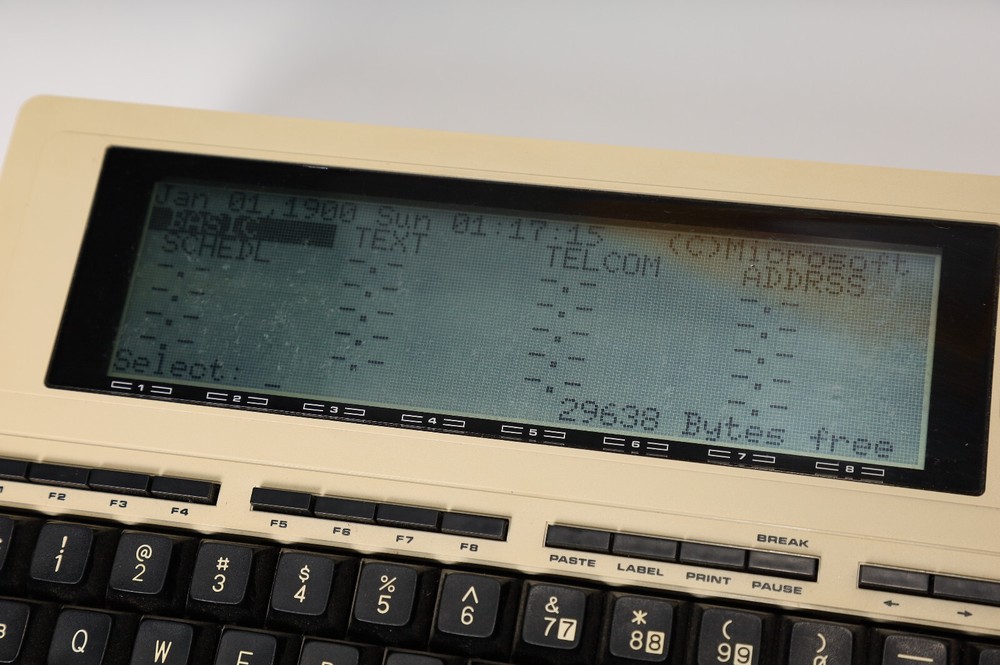 Jan 01,1900 Sun 01:17:15 (C)Microsoft
BASIC TEXT TELCOM ADDRSS
SCHEDL -.- -.- -.-
-.- -.- -.- -.-
-.- -.- -.- -.-
-.- -.- -.- -.-
-.- -.- -.- -.-
Select: _ 29638 Bytes free
1 2 3 4 5 6 7 8
F2 F3 F4 F5 F6 F7 F8 PASTE LABEL PRINT BREAK PAUSE ← →
! 1 @ 2 # 3 $ 4 % 5 ^ 6 & 7 7 * 8 8 ( 9 9 )
Q W E